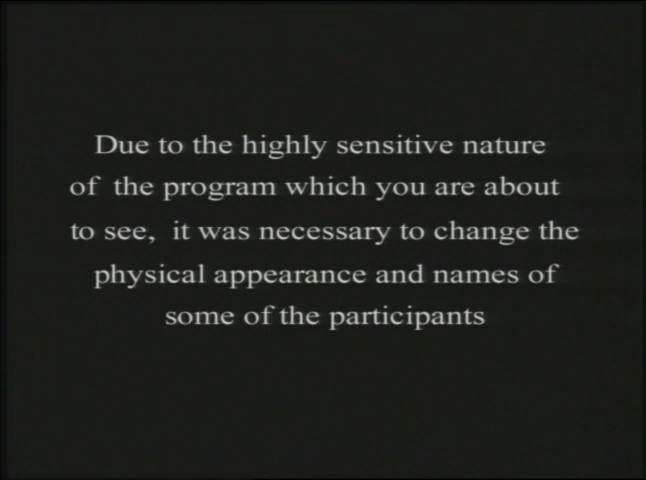 Due to the highly sensitive nature
of the program which you are about
to see, it was necessary to change the
physical appearance and names of
some of the participants